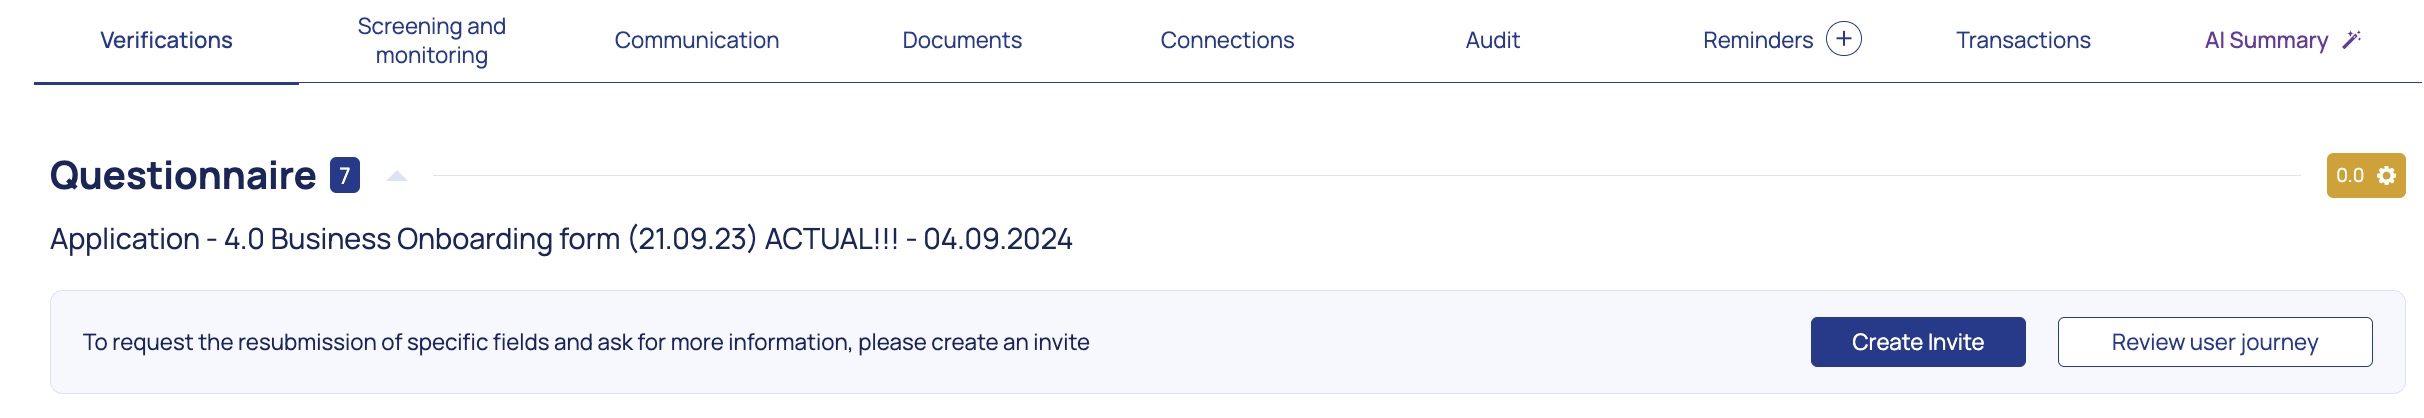 Verifications
Screening and
monitoring
Communication
Documents
Connections
Audit
Reminders
Transactions
AI Summary
Questionnaire 7
0.0
Application - 4.0 Business Onboarding form (21.09.23) ACTUAL!!! - 04.09.2024
To request the resubmission of specific fields and ask for more information, please create an invite
Create Invite
Review user journey